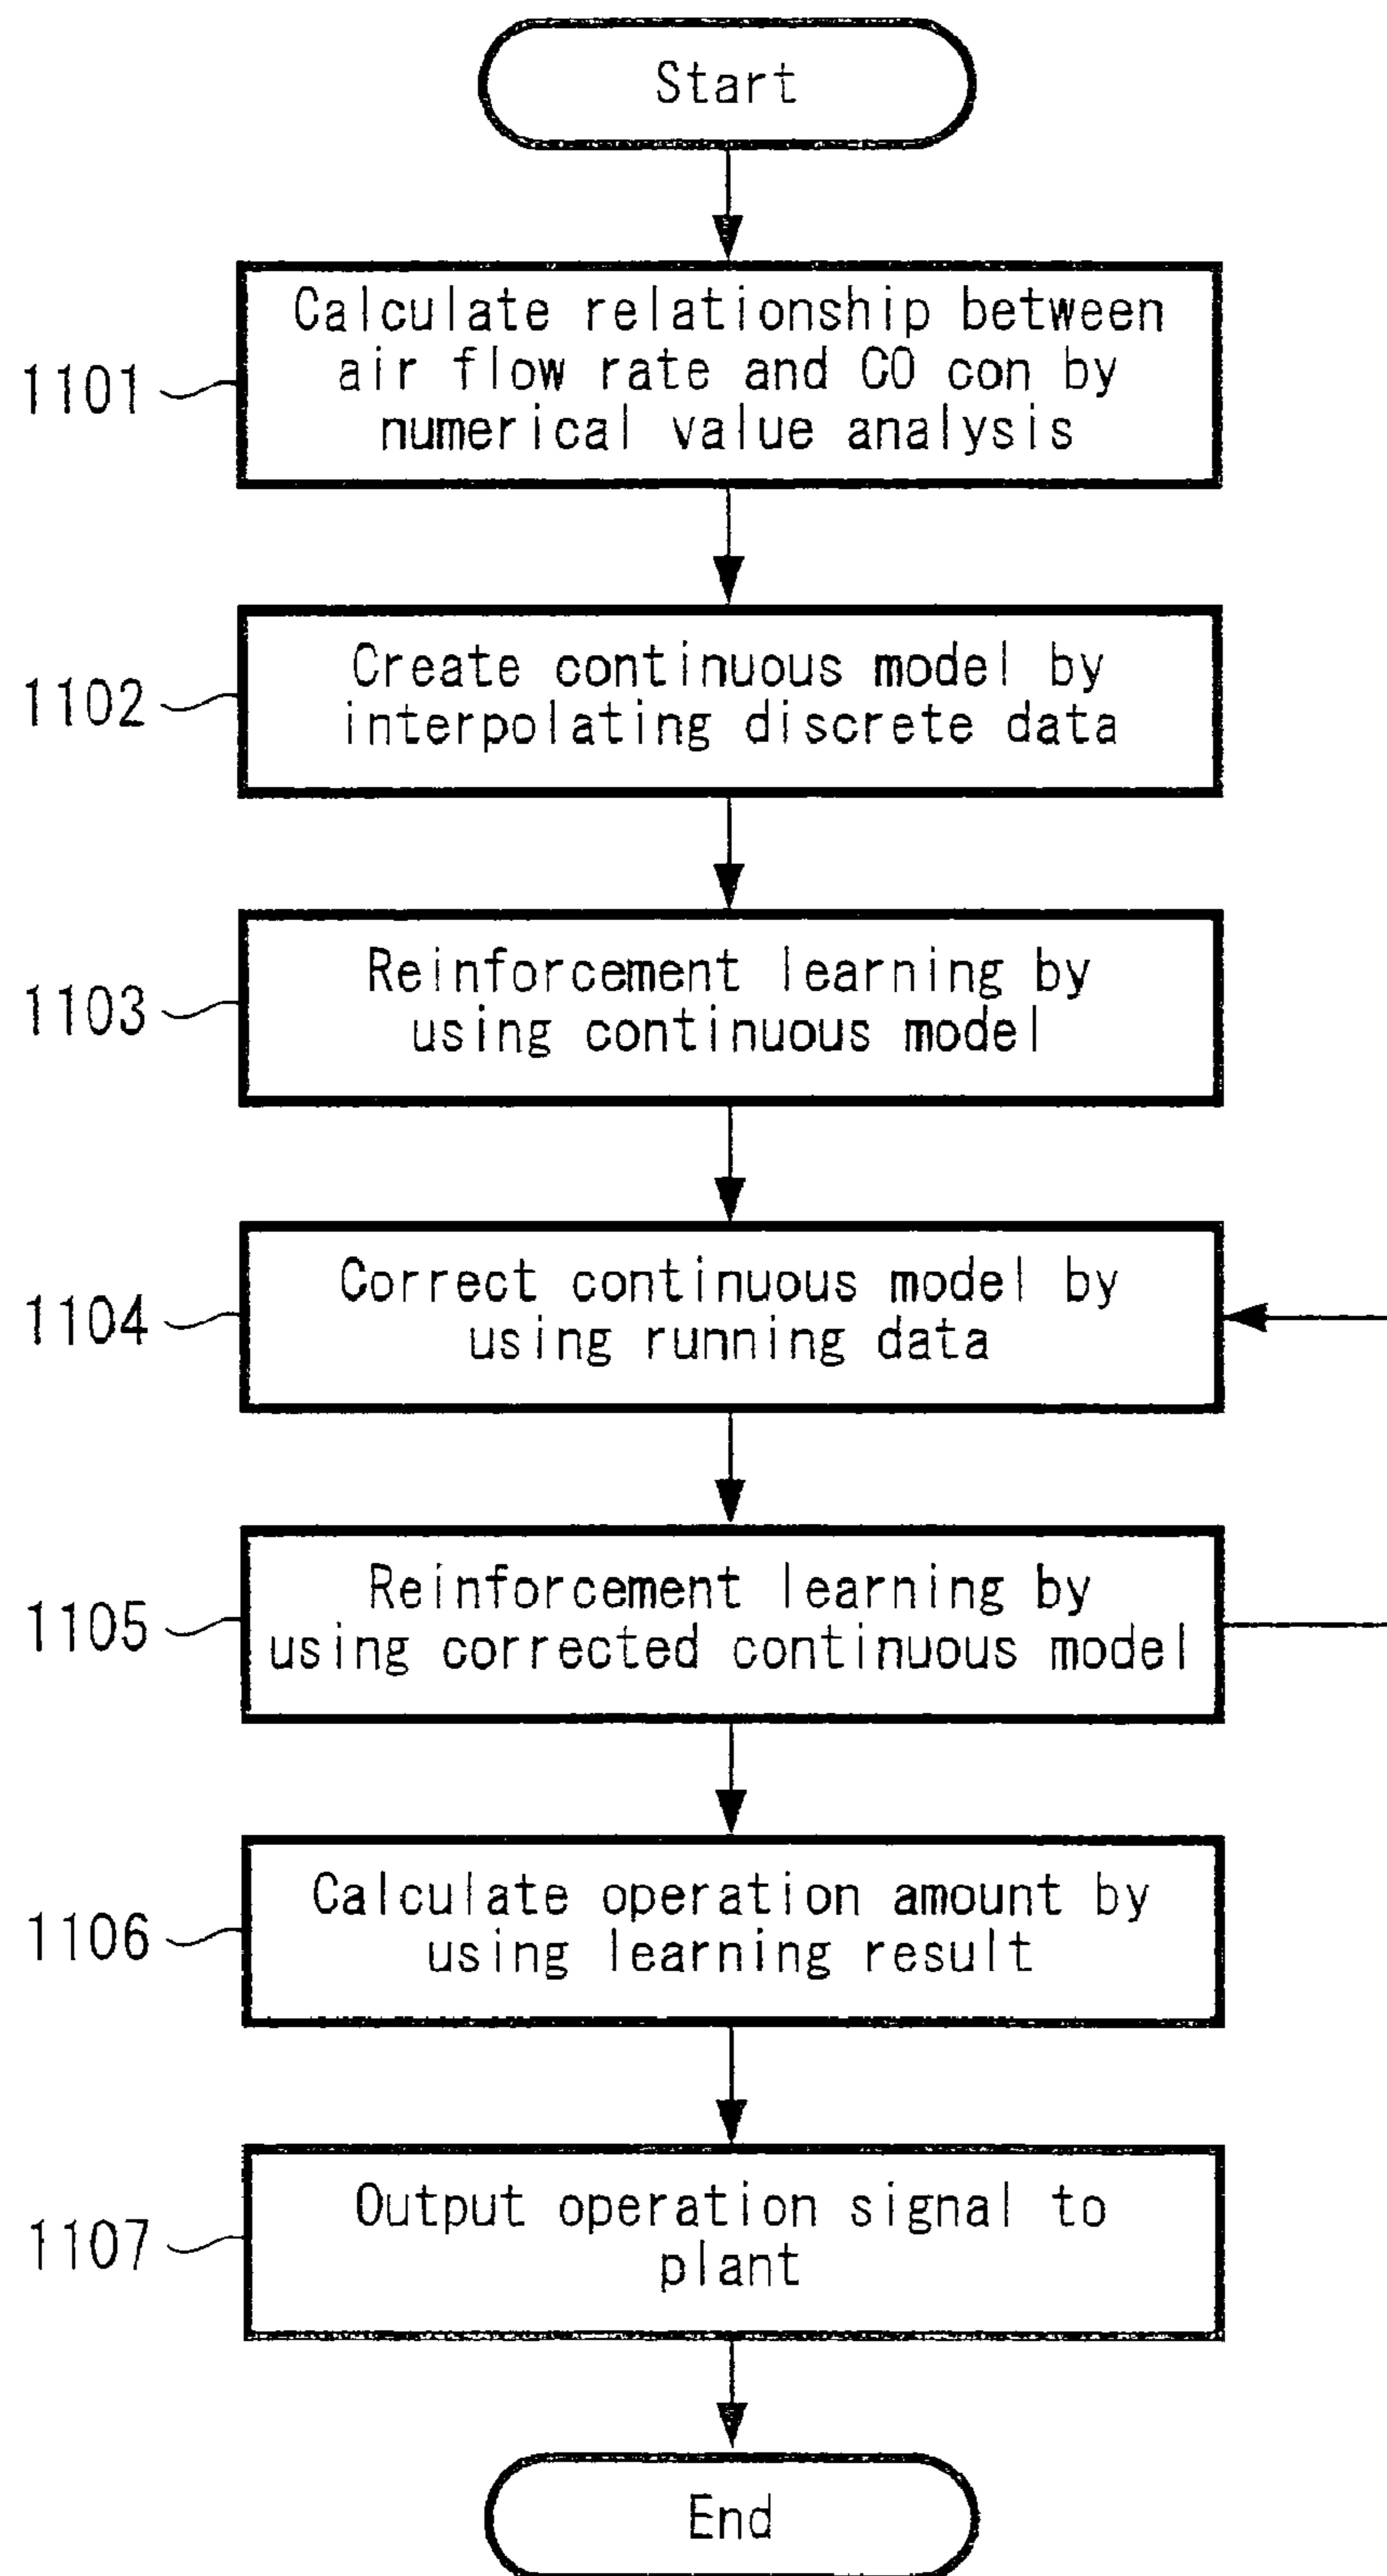 Start
Calculate relationship between
air flow rate and CO con by
numerical value analysis
1101
Create continuous model by
interpolating discrete data
1102
Reinforcement learning by
using continuous model
1103
Correct continuous model by
using running data
1104
Reinforcement learning by
using corrected continuous model
1105
Calculate operation amount by
using learning result
1106
Output operation signal to
plant
1107
End